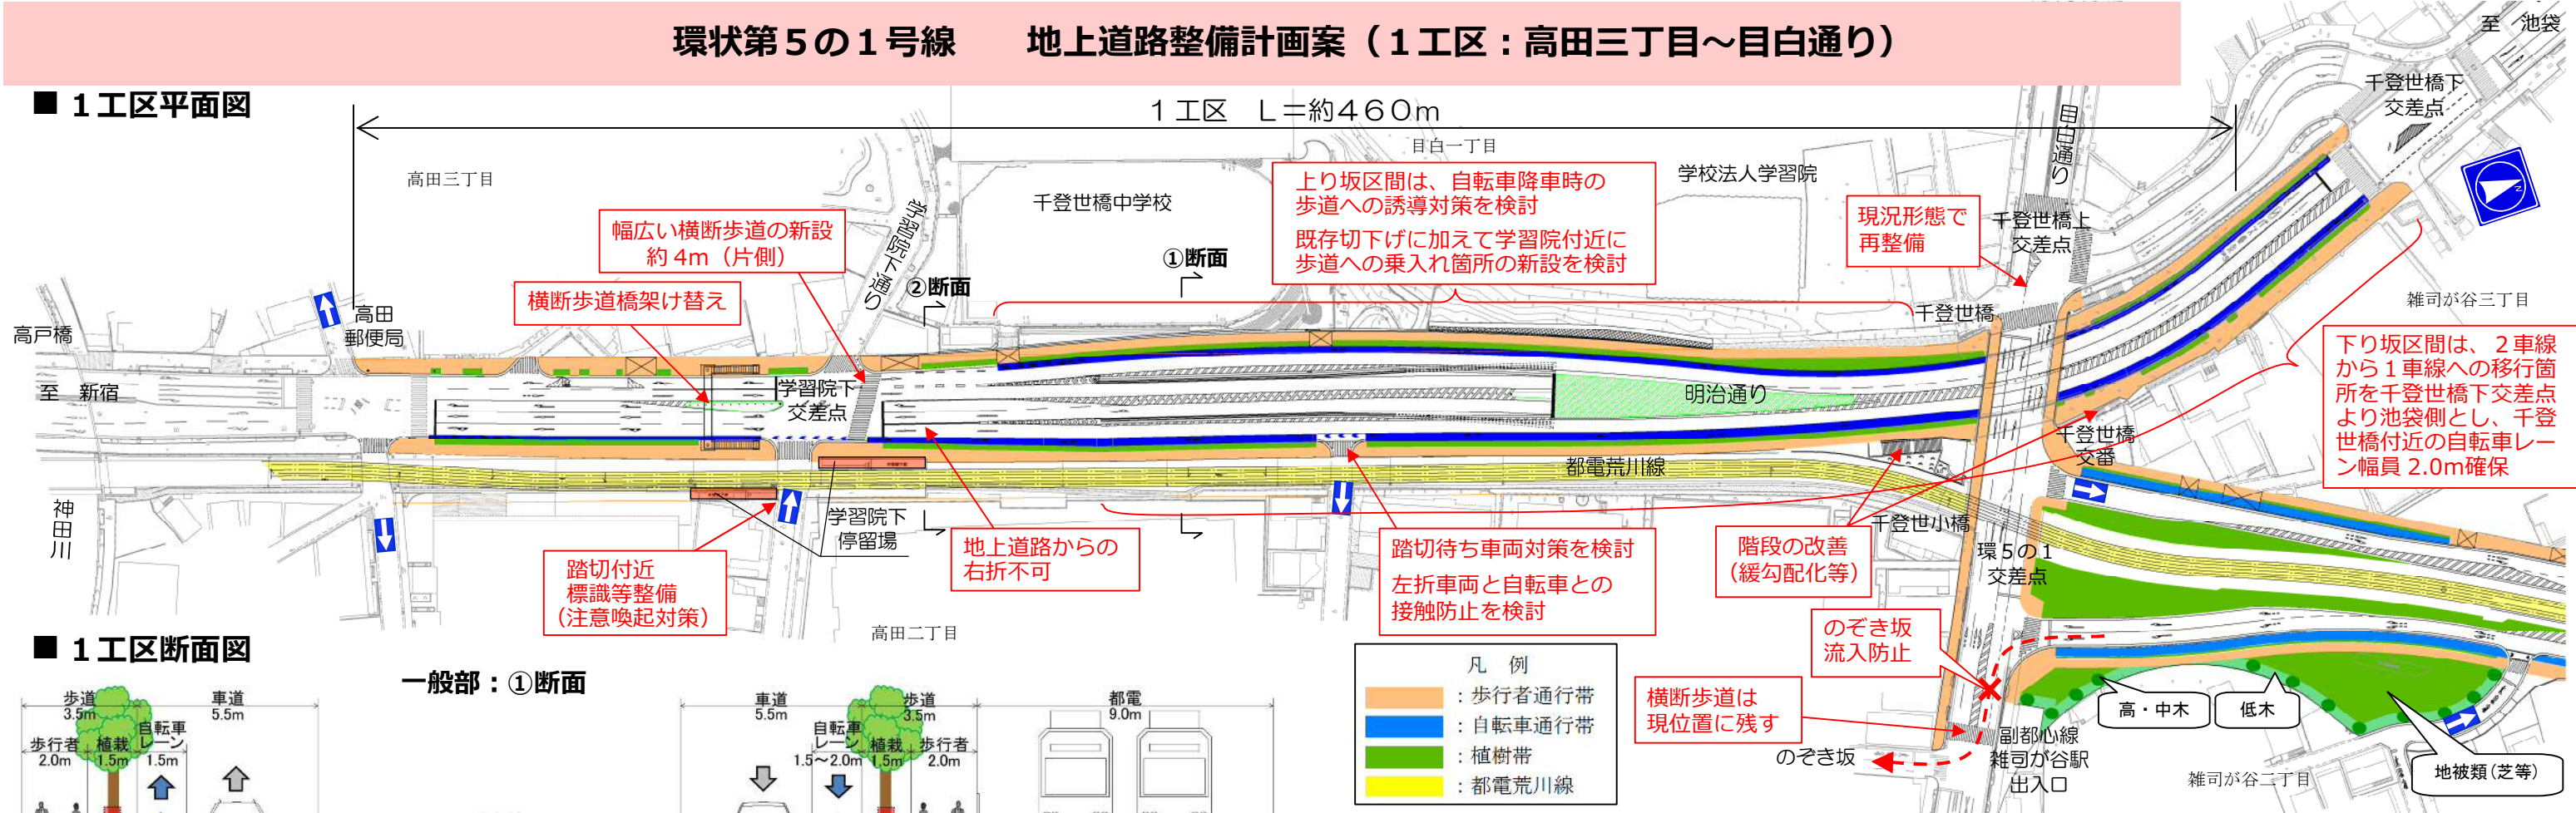 環状第５の１号線　　地上道路整備計画案（１工区：高田三丁目～目白通り）
至　池袋
■ １工区平面図
１工区　Ｌ＝約４６０ｍ
千登世橋下
交差点
目白通り
目白一丁目
高田三丁目
千登世橋中学校
学校法人学習院
学習院下通り
上り坂区間は、自転車降車時の
歩道への誘導対策を検討
既存切下げに加えて学習院付近に
歩道への乗入れ箇所の新設を検討
幅広い横断歩道の新設
約 4m（片側）
現況形態で
再整備
千登世橋上
交差点
①断面
②断面
横断歩道橋架け替え
高田
郵便局
高戸橋
千登世橋
雑司が谷三丁目
至　新宿
学習院下
交差点
明治通り
下り坂区間は、２車線
から１車線への移行箇
所を千登世橋下交差点
より池袋側とし、千登
世橋付近の自転車レー
ン幅員 2.0m確保
千登世橋
交番
都電荒川線
神田川
学習院下
停留場
千登世小橋
環５の１
交差点
踏切付近
標識等整備
（注意喚起対策）
地上道路からの
右折不可
踏切待ち車両対策を検討
左折車両と自転車との
接触防止を検討
階段の改善
（緩勾配化等）
高田二丁目
のぞき坂
流入防止
横断歩道は
現位置に残す
のぞき坂
副都心線
雑司が谷駅
出入口
高・中木
低木
地被類(芝等)
雑司が谷二丁目
凡　例
：歩行者通行帯
：自転車通行帯
：植樹帯
：都電荒川線
■ １工区断面図
一般部：①断面
歩道
3.5m
車道
5.5m
自転車
レーン
歩行者
2.0m
植栽
1.5m
1.5m
車道
5.5m
歩道
3.5m
自転車
レーン
1.5～2.0m
植栽
1.5m
歩行者
2.0m
都電
9.0m